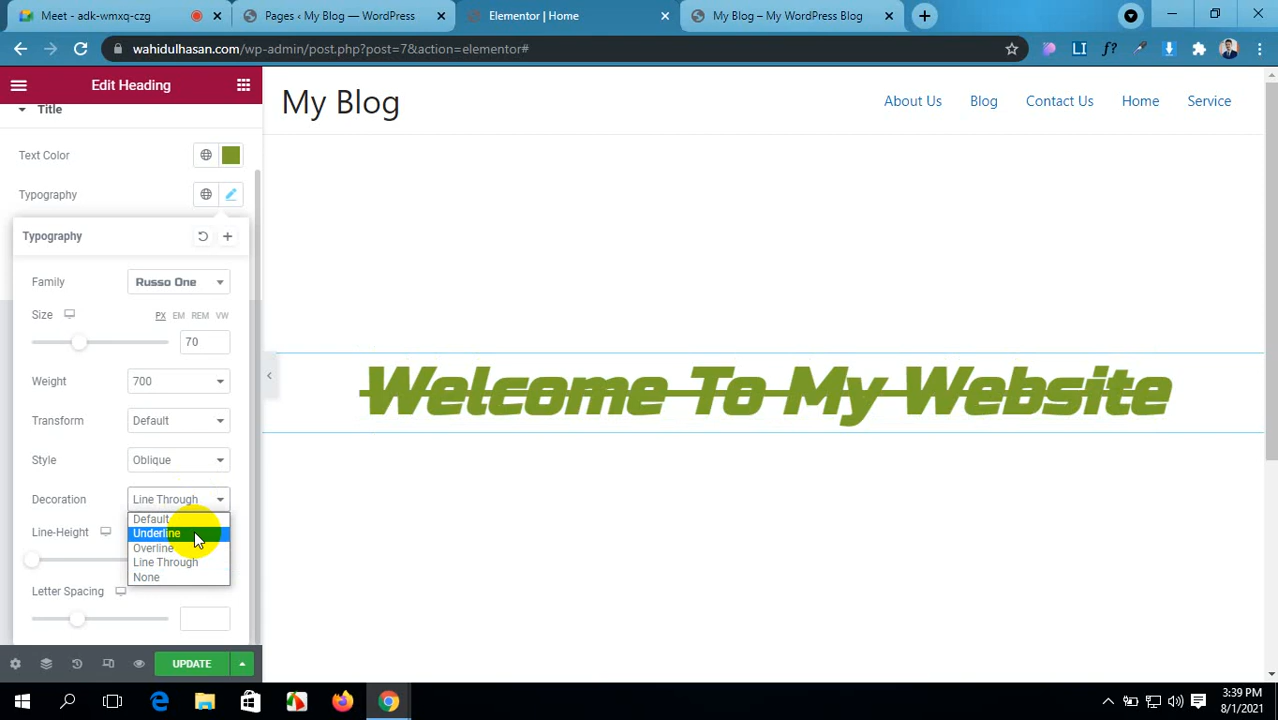 Meet - adk-wmxq-czg
Pages ‹ My Blog — WordPress
Elementor | Home
My Blog – My WordPress Blog
wahidulhasan.com/wp-admin/post.php?post=7&action=elementor#
Edit Heading
Title
Text Color
Typography
Typography
Family
Russo One
Size
PX EM REM VW
70
Weight
700
Transform
Default
Style
Oblique
Decoration
Line Through
Default
Underline
Overline
Line Through
None
Line-Height
Letter Spacing
UPDATE
My Blog
About Us Blog Contact Us Home Service
Welcome To My Website
3:39 PM
8/1/2021